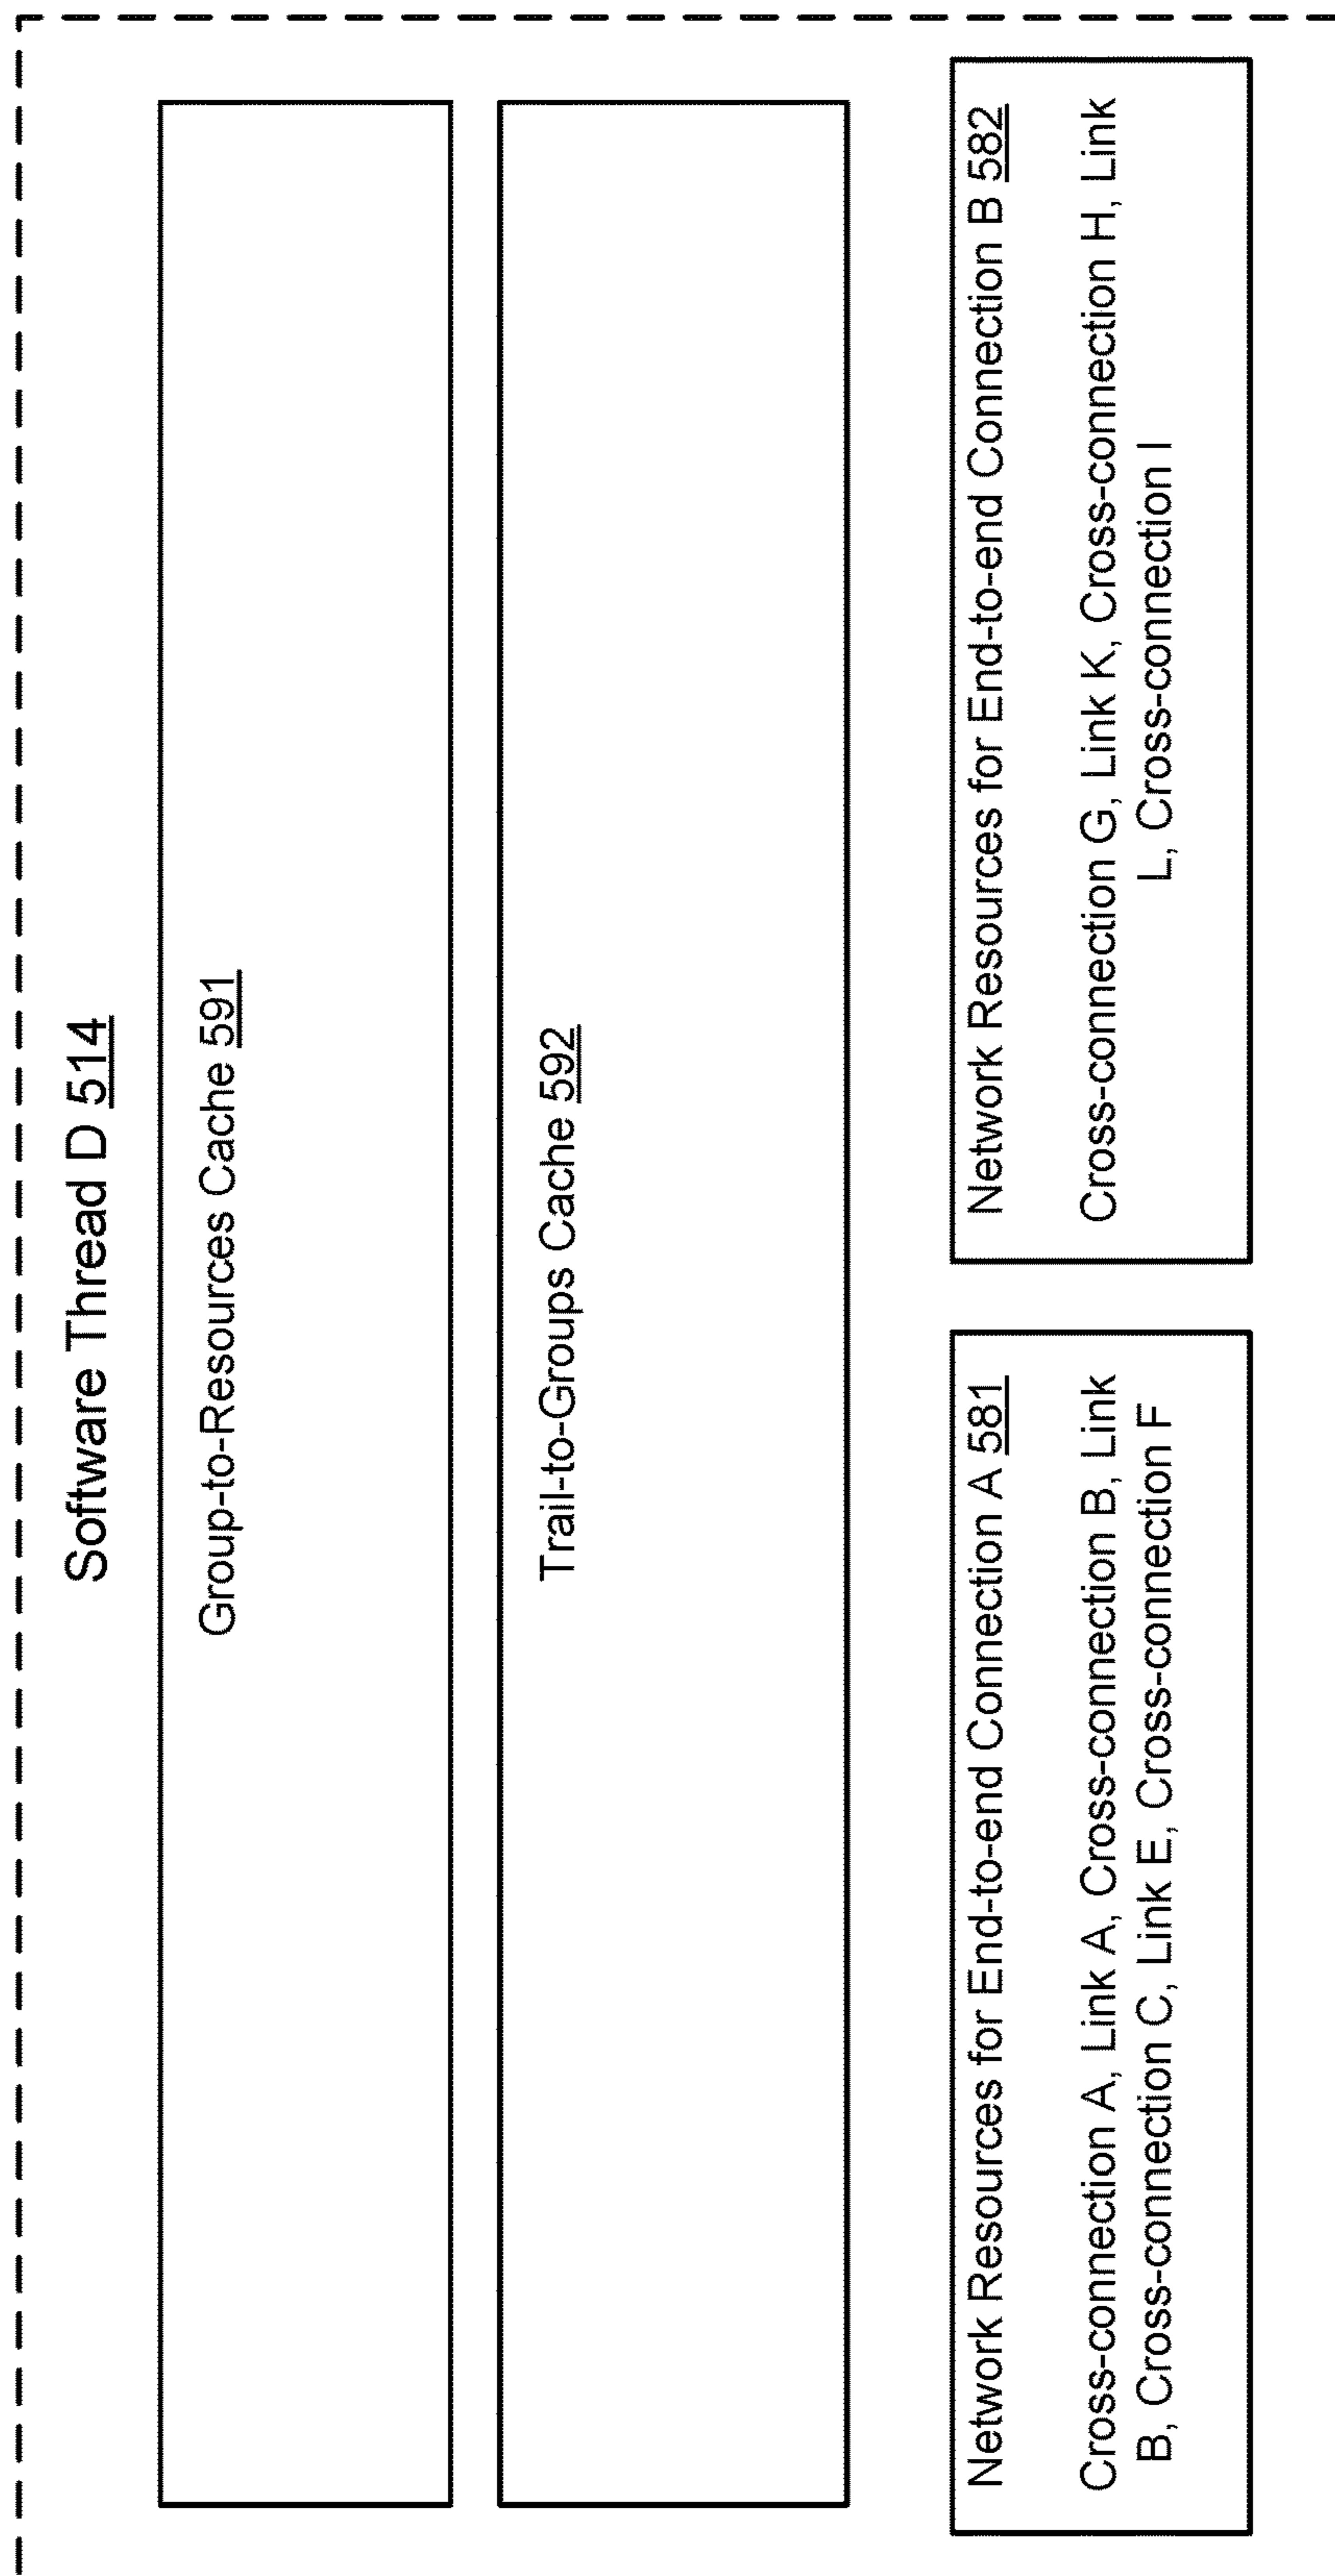 Software Thread D 514
Group-to-Resources Cache 591
Trail-to-Groups Cache 592
Network Resources for End-to-end Connection A 581
Cross-connection A, Link A, Cross-connection B, Link
B, Cross-connection C, Link E, Cross-connection F
Network Resources for End-to-end Connection B 582
Cross-connection G, Link K, Cross-connection H, Link
L, Cross-connection I